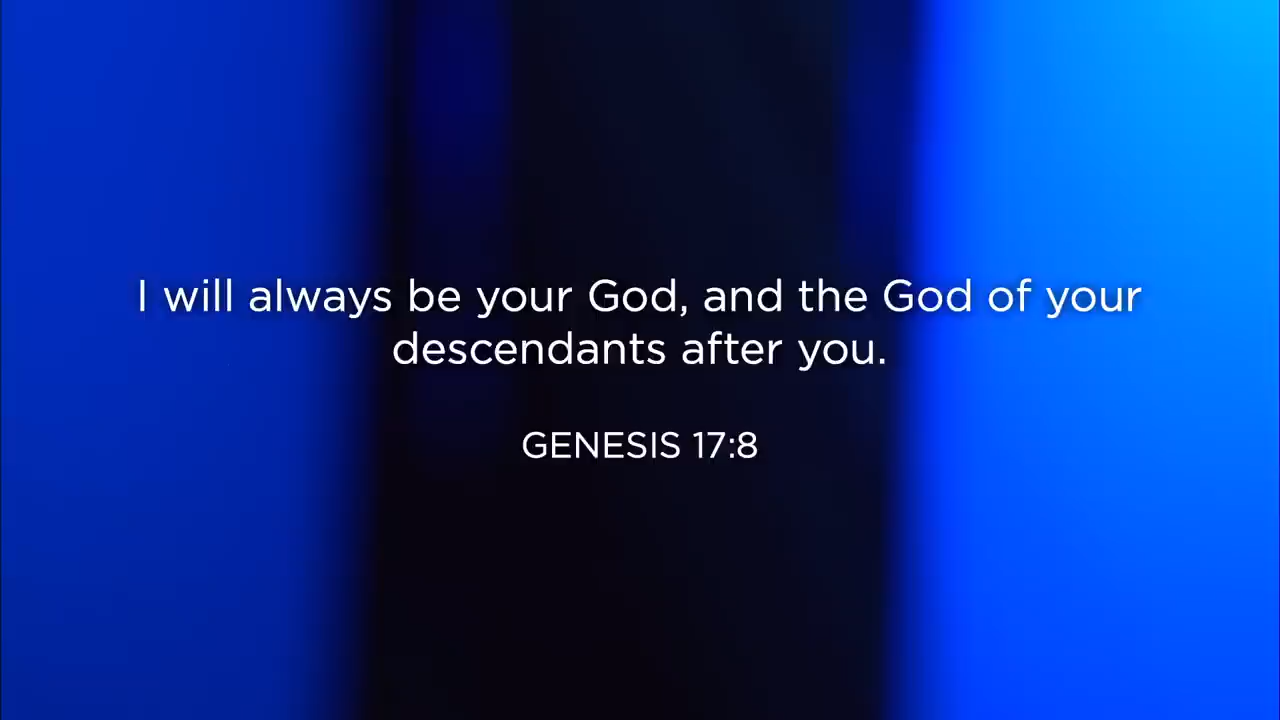 I will always be your God, and the God of your
descendants after you.
GENESIS 17:8